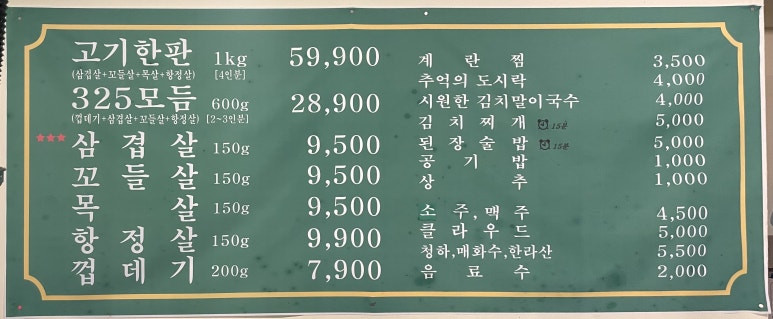 고기한판 1kg 59,900
(삼겹살+꼬들살+목살+항정살) [4인분]
325모듬 600g 28,900
(껍데기+삼겹살+꼬들살+항정살) [2~3인분]
★★★ 삼겹살 150g 9,500
꼬들살 150g 9,500
목살 150g 9,500
항정살 150g 9,900
껍데기 200g 7,900
계란찜 3,500
추억의 도시락 4,000
시원한 김치말이국수 4,000
김치찌개 15분 5,000
된장술밥 15분 5,000
공기밥 1,000
상추 1,000
소주,맥주 4,500
클라우드 5,000
청하,매화수,한라산 5,500
음료수 2,000